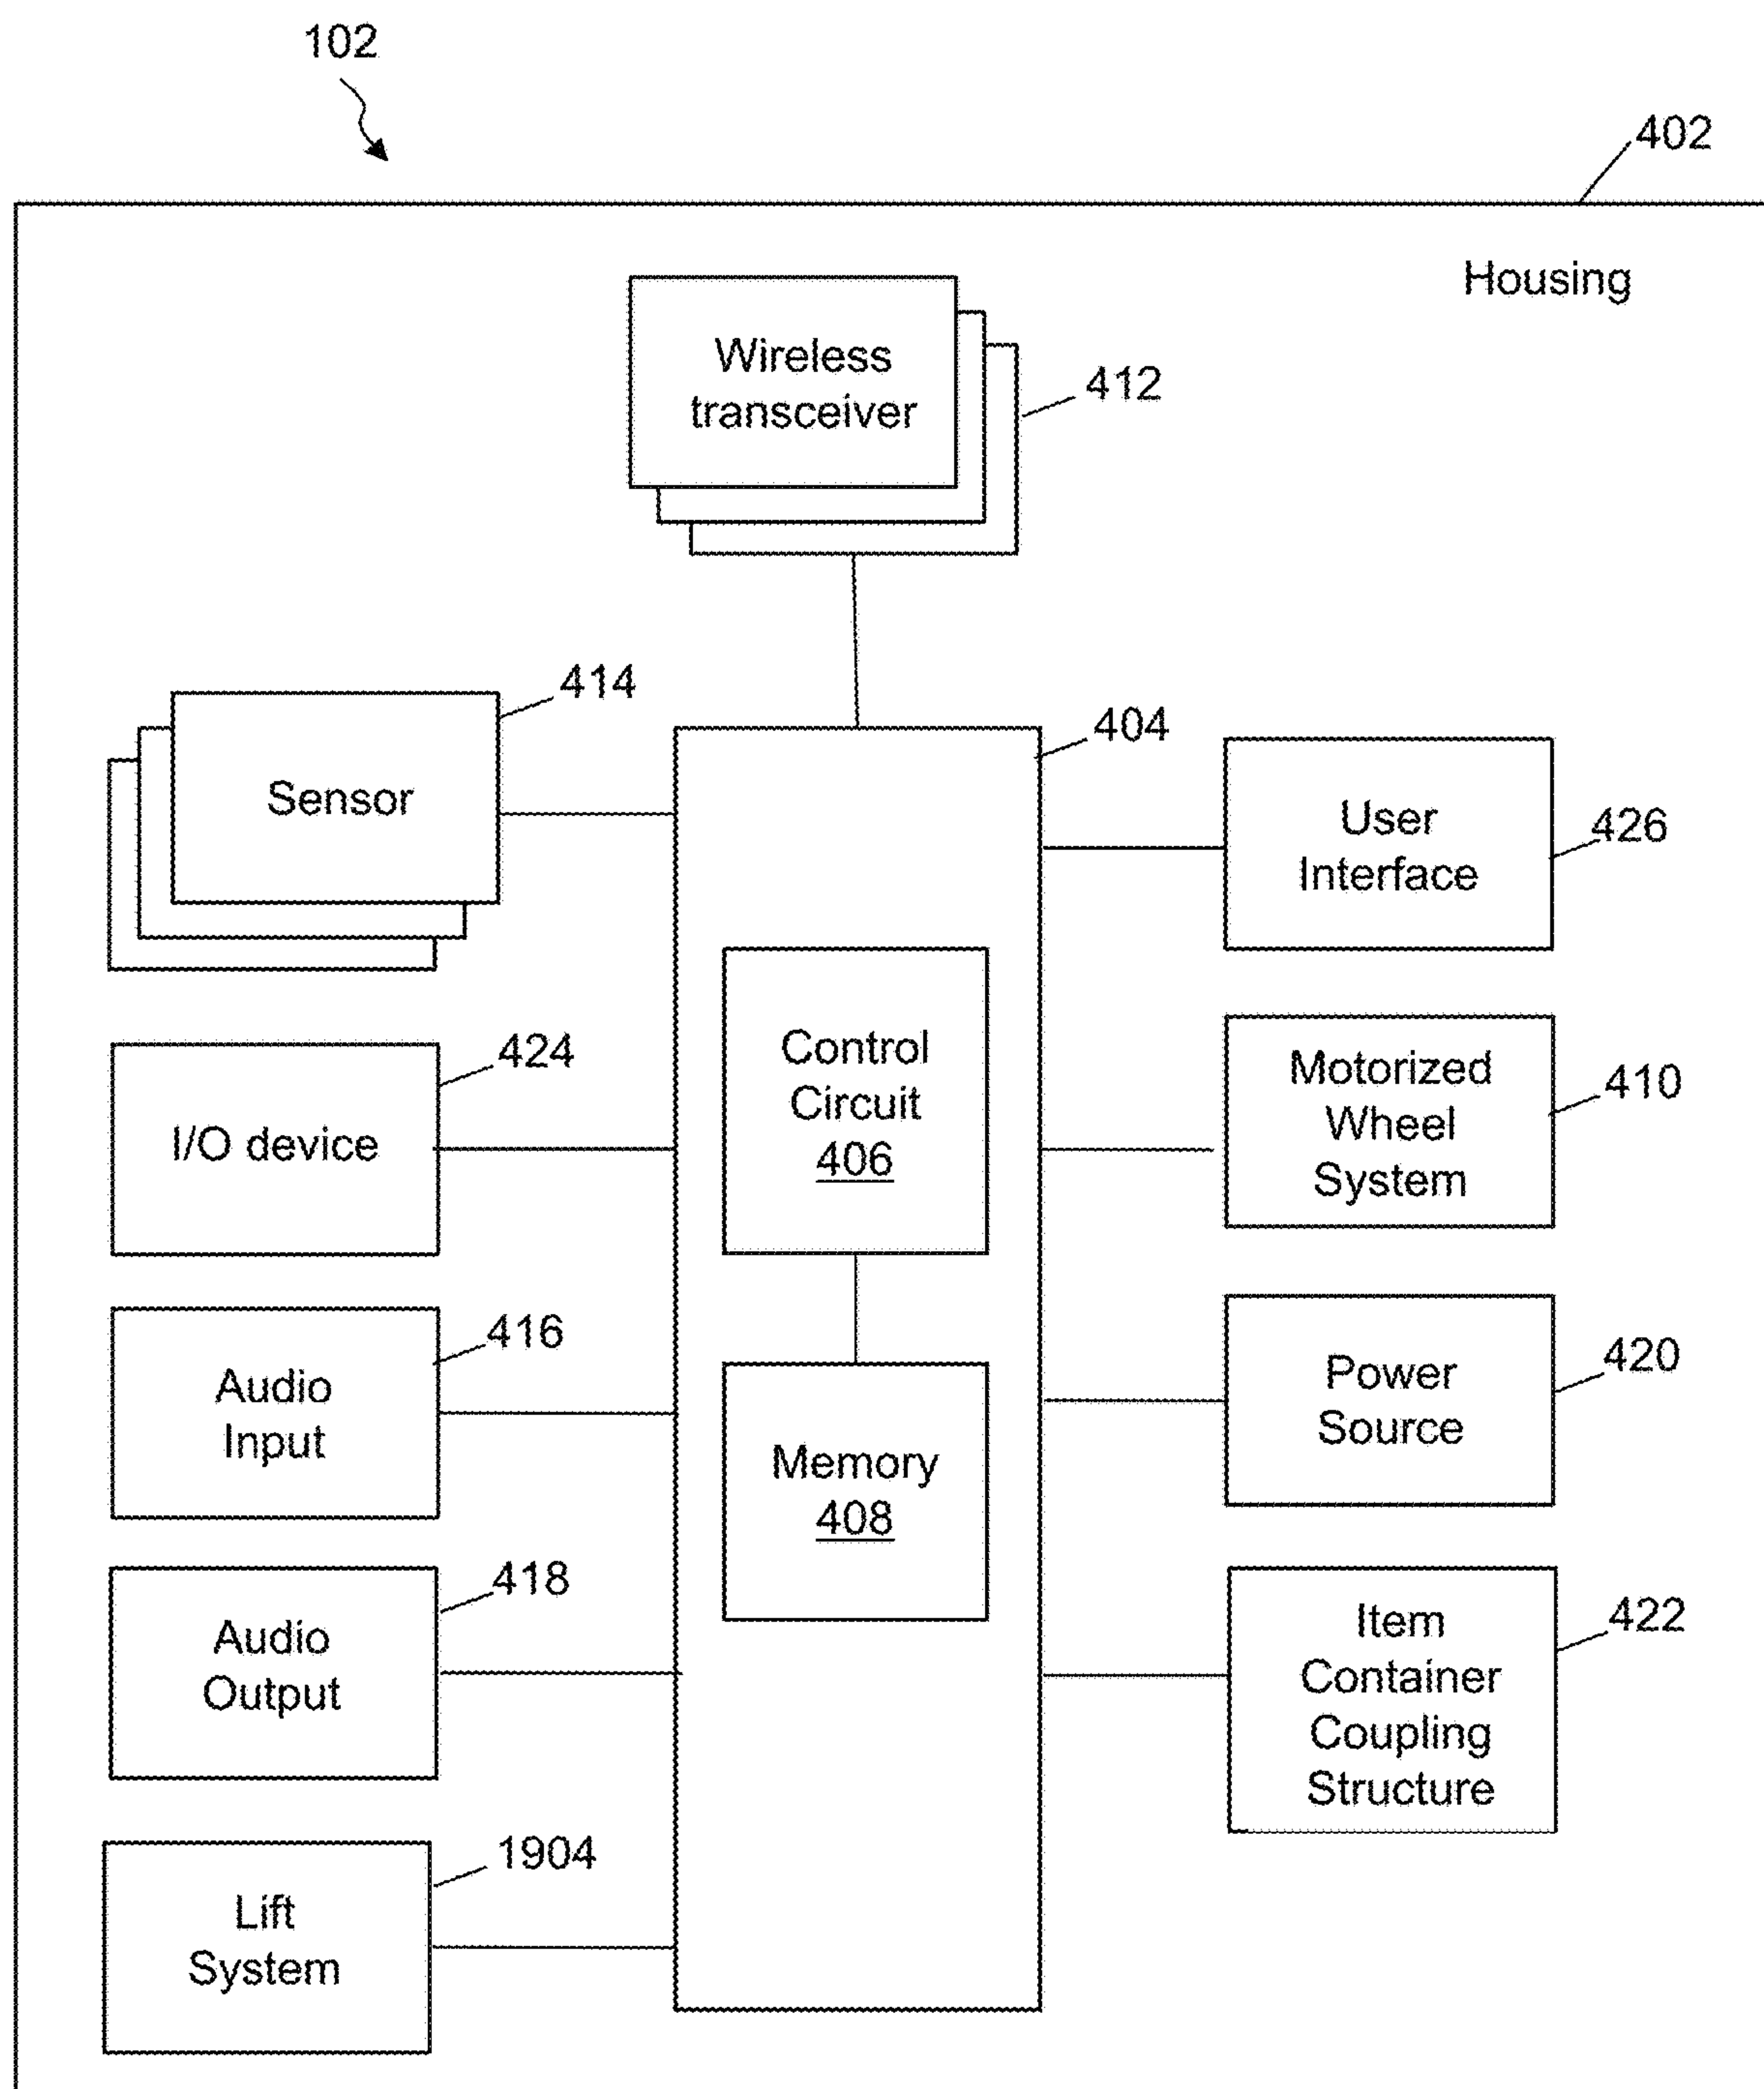 102
402
Housing
Wireless
transceiver
412
414
Sensor
404
User
Interface
426
I/O device
424
Control
Circuit
406
Motorized
Wheel
System
410
Audio
Input
416
Memory
408
Power
Source
420
Audio
Output
418
Item
Container
Coupling
Structure
422
Lift
System
1904